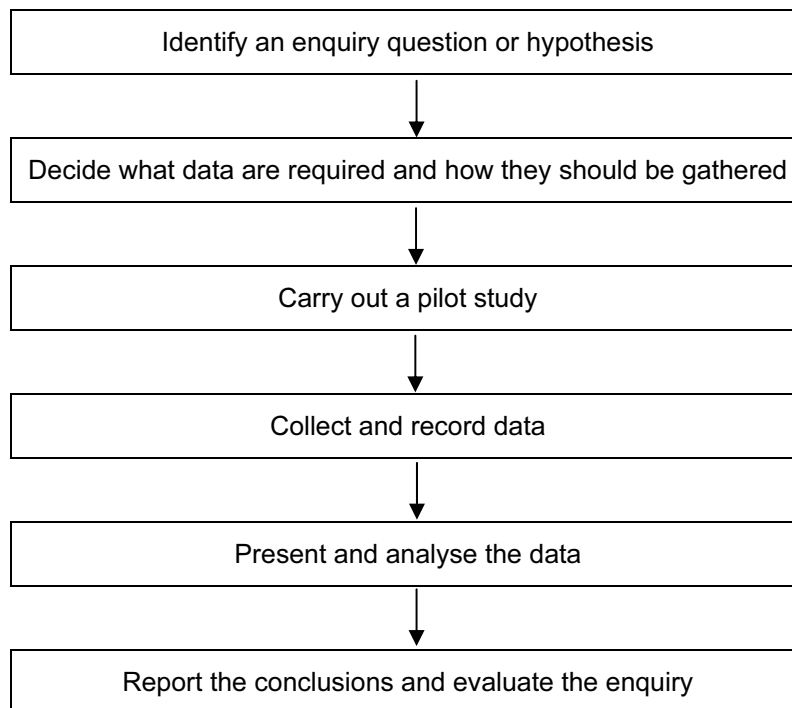 Identify an enquiry question or hypothesis
Decide what data are required and how they should be gathered
Carry out a pilot study
Collect and record data
Present and analyse the data
Report the conclusions and evaluate the enquiry